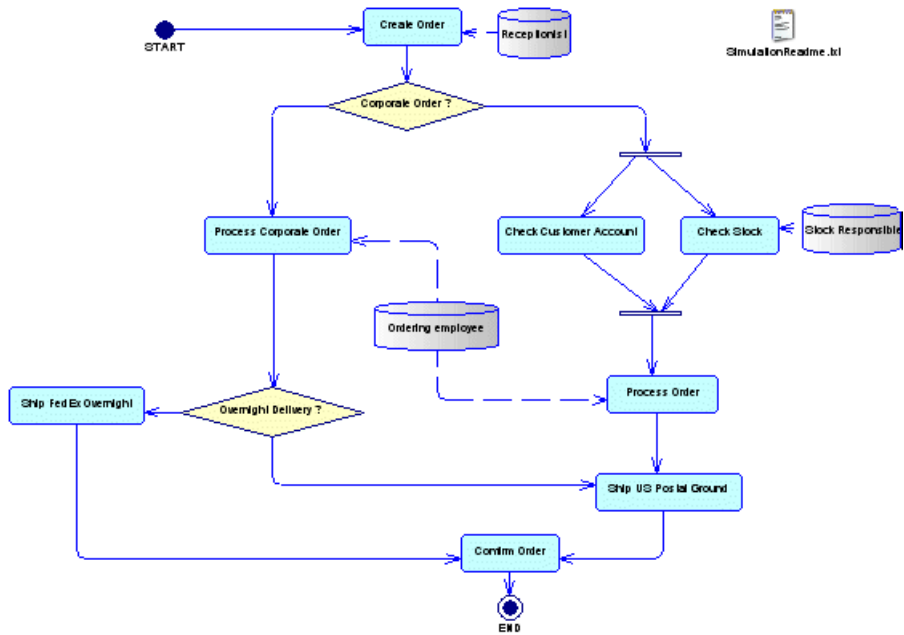 Create Order
Receptionist
START
SimulationReadme.txt
Corporate Order ?
Process Corporate Order
Check Customer Account
Check Stock
Stock Responsible
Ordering employee
Process Order
Ship FedEx Overnight
Overnight Delivery ?
Ship US Postal Ground
Confirm Order
END